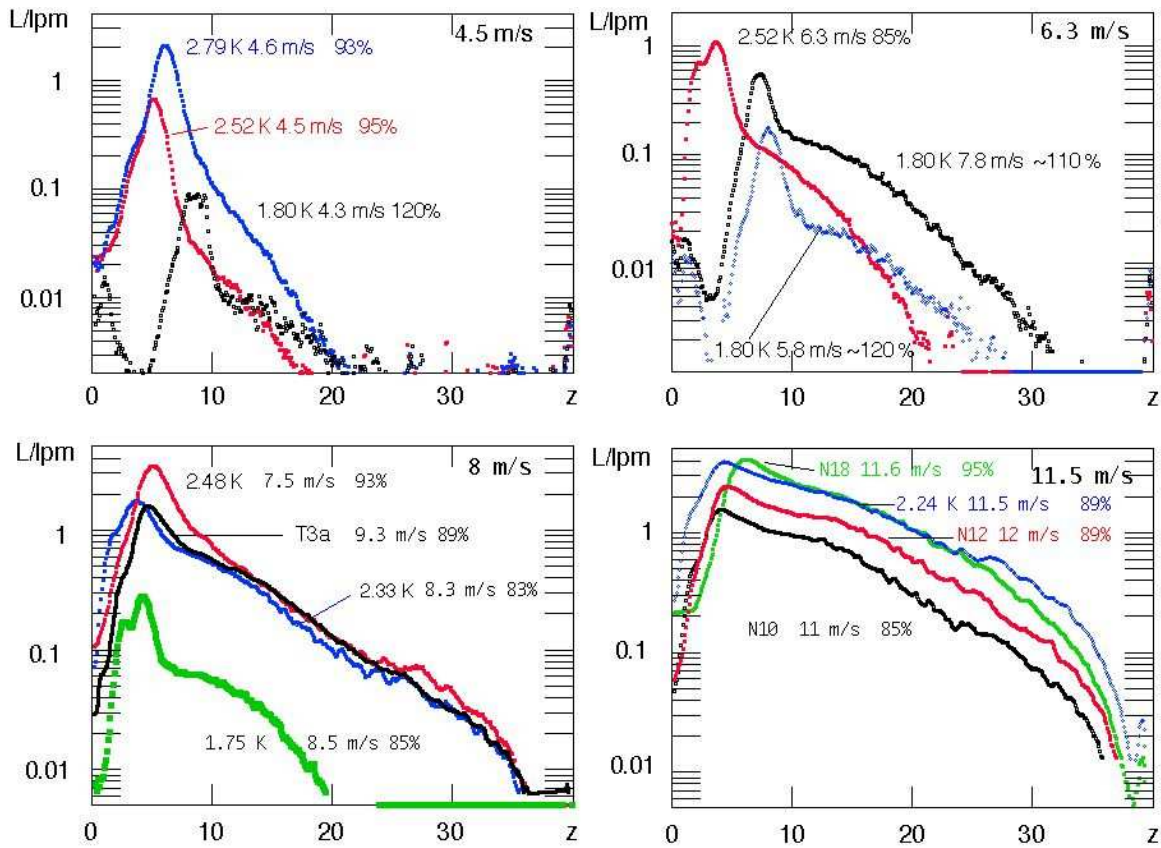 L/lpm
4.5 m/s
2.79 K 4.6 m/s 93%
1
2.52 K 4.5 m/s 95%
0.1
1.80 K 4.3 m/s 120%
0.01
0 10 20 30 z
L/lpm
6.3 m/s
2.52 K 6.3 m/s 85%
1
0.1
1.80 K 7.8 m/s ~110 %
0.01
1.80 K 5.8 m/s ~120 %
0 10 20 30 z
L/lpm
8 m/s
2.48 K 7.5 m/s 93%
1
T3a 9.3 m/s 89%
2.33 K 8.3 m/s 83%
0.1
1.75 K 8.5 m/s 85%
0.01
0 10 20 30 z
L/lpm
N18 11.6 m/s 95%
11.5 m/s
2.24 K 11.5 m/s 89%
1
N12 12 m/s 89%
N10 11 m/s 85%
0.1
0.01
0 10 20 30 z